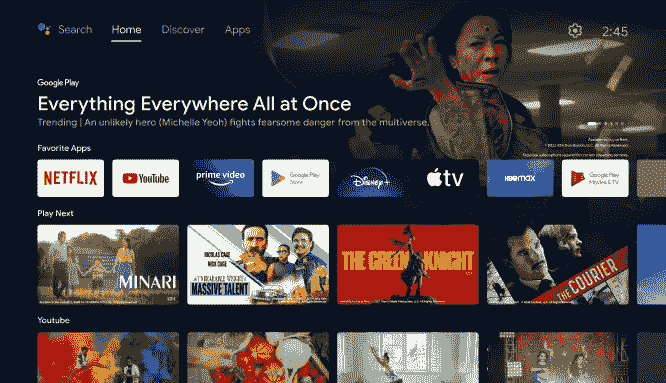 Search Home Discover Apps 2:45
Google Play
Everything Everywhere All at Once
Trending | An unlikely hero (Michelle Yeoh) fights fearsome danger from the multiverse.
Favorite Apps
NETFLIX YouTube prime video Google Play Store Disney+ tv HBOmax Google Play Movies & TV
Play Next
MINARI
NICOLAS CAGE
NICK CAGE
THE UNBEARABLE WEIGHT of
MASSIVE TALENT
THE GREEN KNIGHT
THE COURIER
Youtube